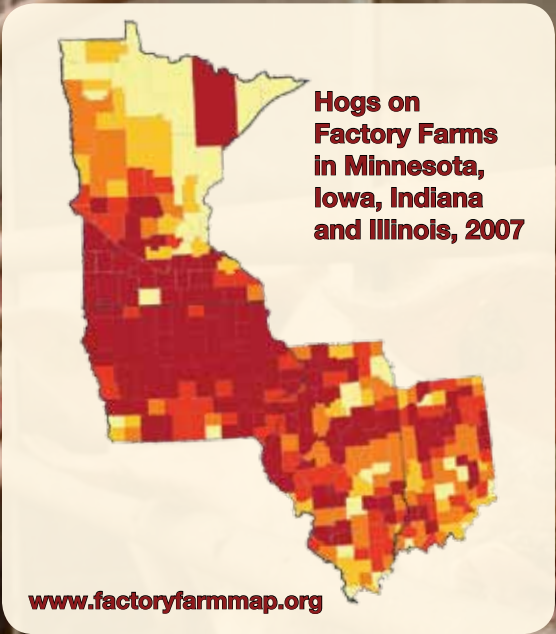 Hogs on
Factory Farms
in Minnesota,
Iowa, Indiana
and Illinois, 2007
www.factoryfarmmap.org